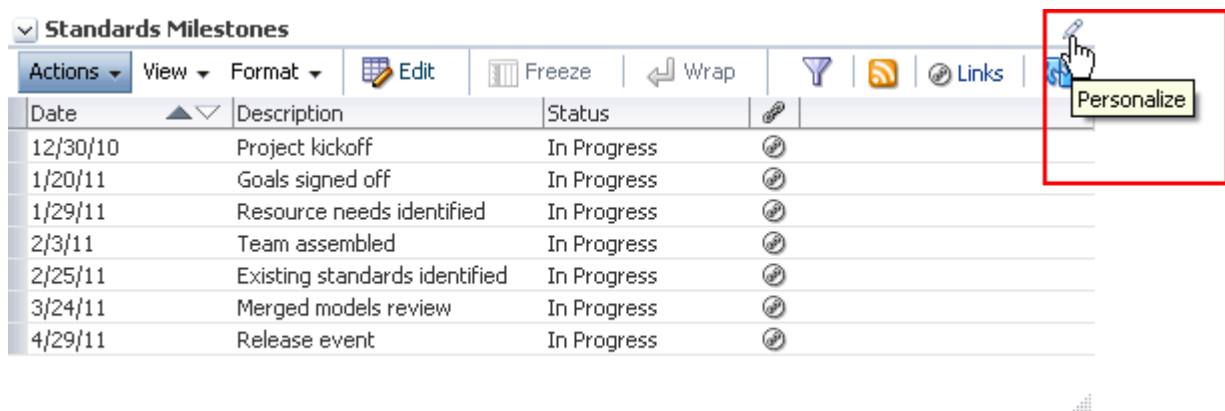 Standards Milestones
Actions View Format Edit Freeze Wrap Links
Personalize
Date Description Status
12/30/10 Project kickoff In Progress
1/20/11 Goals signed off In Progress
1/29/11 Resource needs identified In Progress
2/3/11 Team assembled In Progress
2/25/11 Existing standards identified In Progress
3/24/11 Merged models review In Progress
4/29/11 Release event In Progress